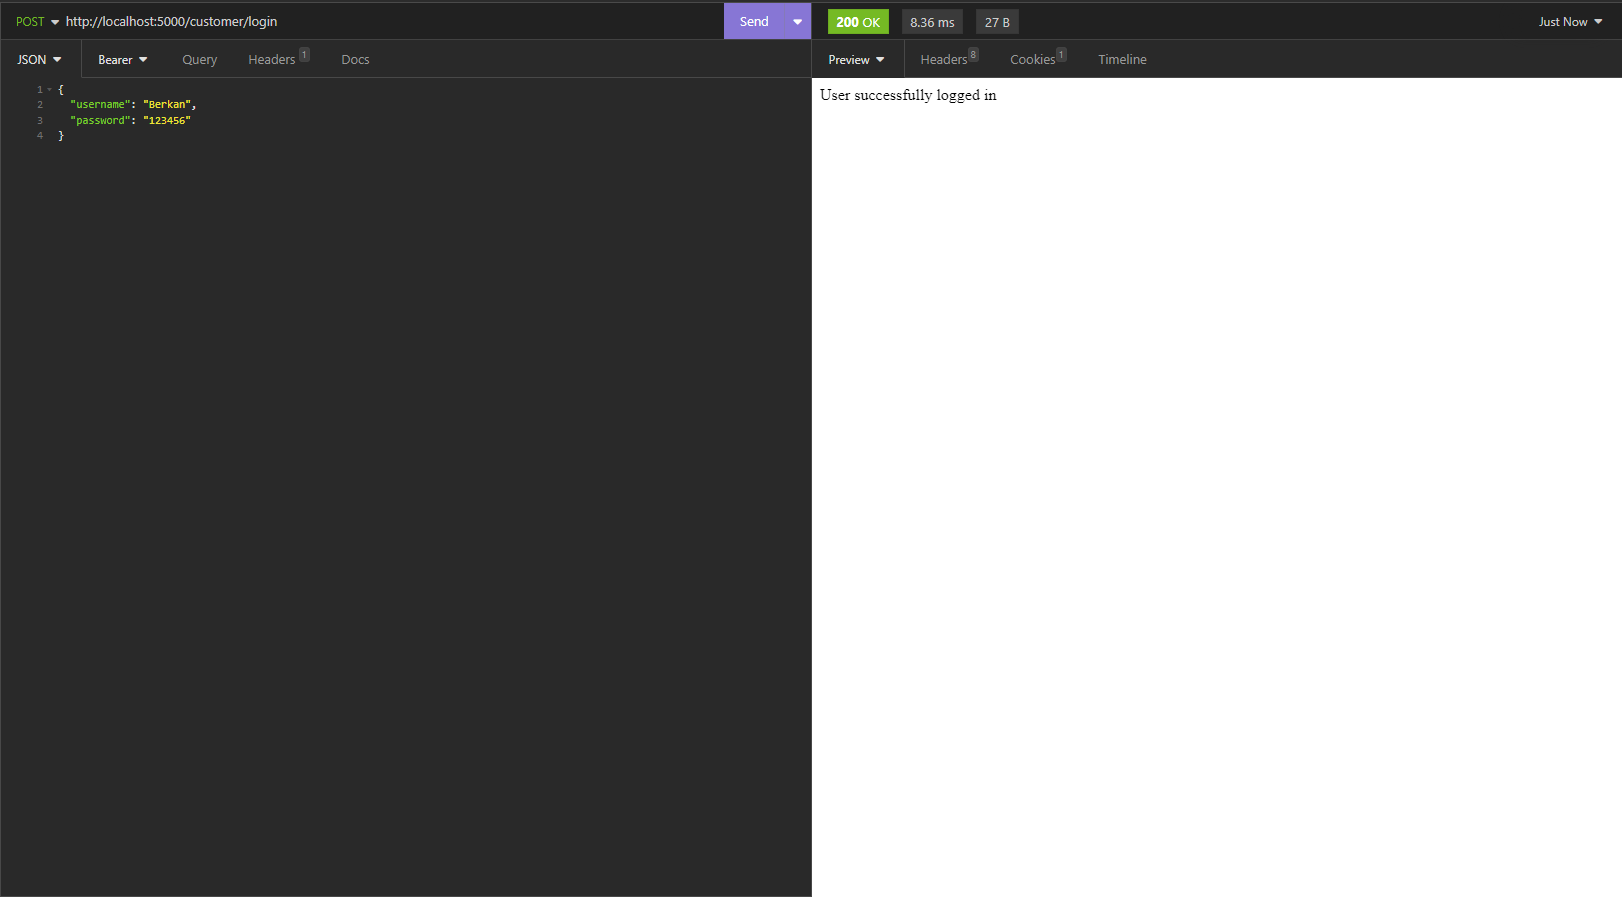 POST http://localhost:5000/customer/login Send 200 OK 8.36 ms 27 B Just Now
JSON Bearer Query Headers 1 Docs Preview Headers 8 Cookies 1 Timeline
1 {
2 "username": "Berkan",
3 "password": "123456"
4 }
User successfully logged in